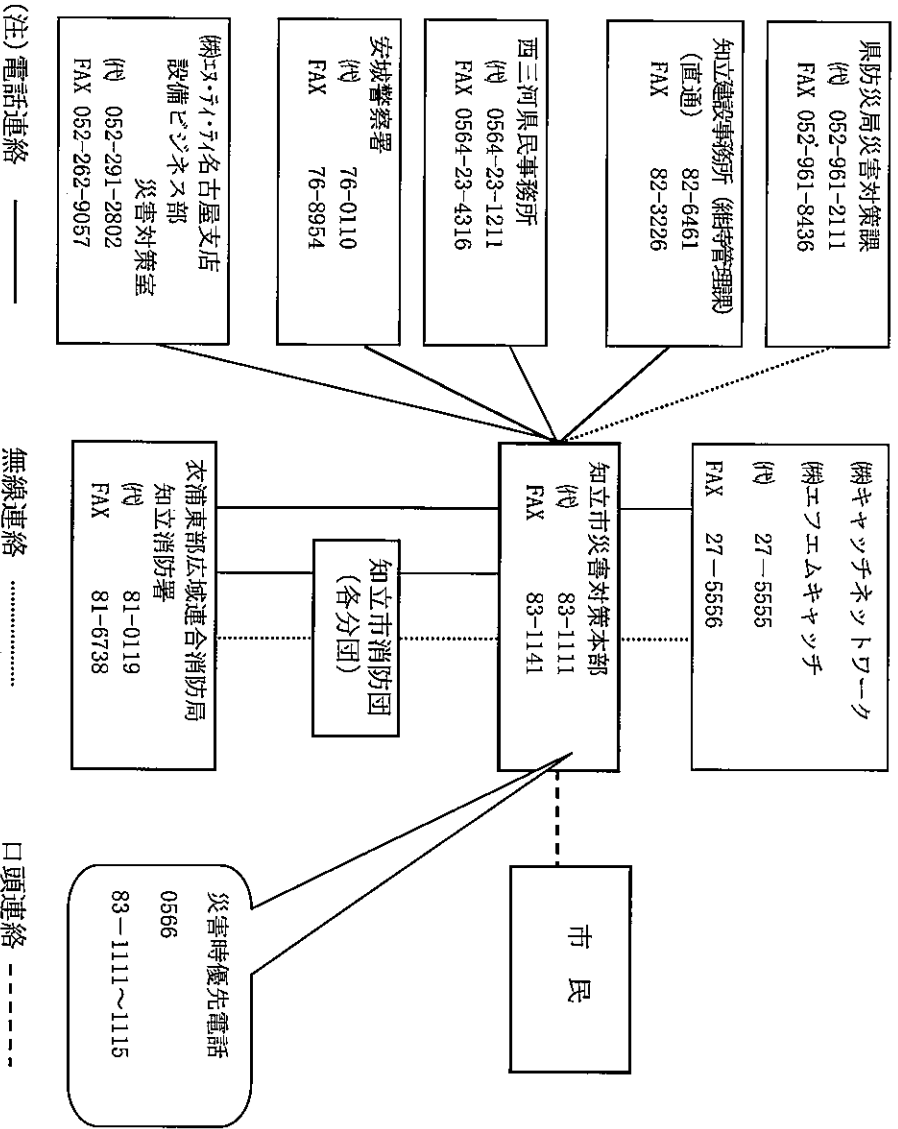 県防災局災害対策課
㈹ 052-961-2111
FAX 052-961-8436
知立建設事務所（維持管理課）
（直通） 82-6461
FAX 82-3226
西三河県民事務所
㈹ 0564-23-1211
FAX 0564-23-4316
安城警察署
㈹ 76-0110
FAX 76-8954
㈱エヌ・ティ・ティ名古屋支店
設備ビジネス部
災害対策室
㈹ 052-291-2802
FAX 052-262-9057
㈱キャッチネットワーク
㈱エフエムキャッチ
㈹ 27－5555
FAX 27－5556
知立市災害対策本部
㈹ 83-1111
FAX 83-1141
知立市消防団
（各分団）
衣浦東部広域連合消防局
知立消防署
㈹ 81-0119
FAX 81-6738
市民
災害時優先電話
0566
83－1111～1115
（注）電話連絡 無線連絡 口頭連絡